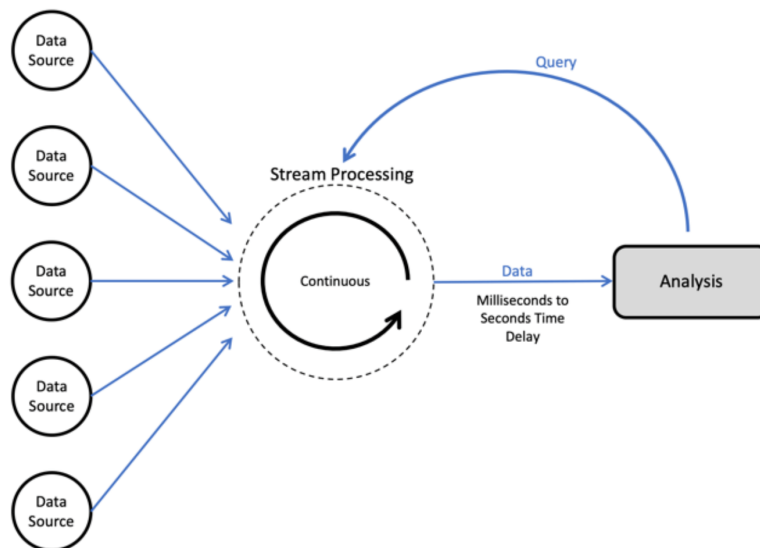 Data
Source
Query
Data
Source
Stream Processing
Data
Source
Continuous
Data
Milliseconds to
Seconds Time
Delay
Analysis
Data
Source
Data
Source